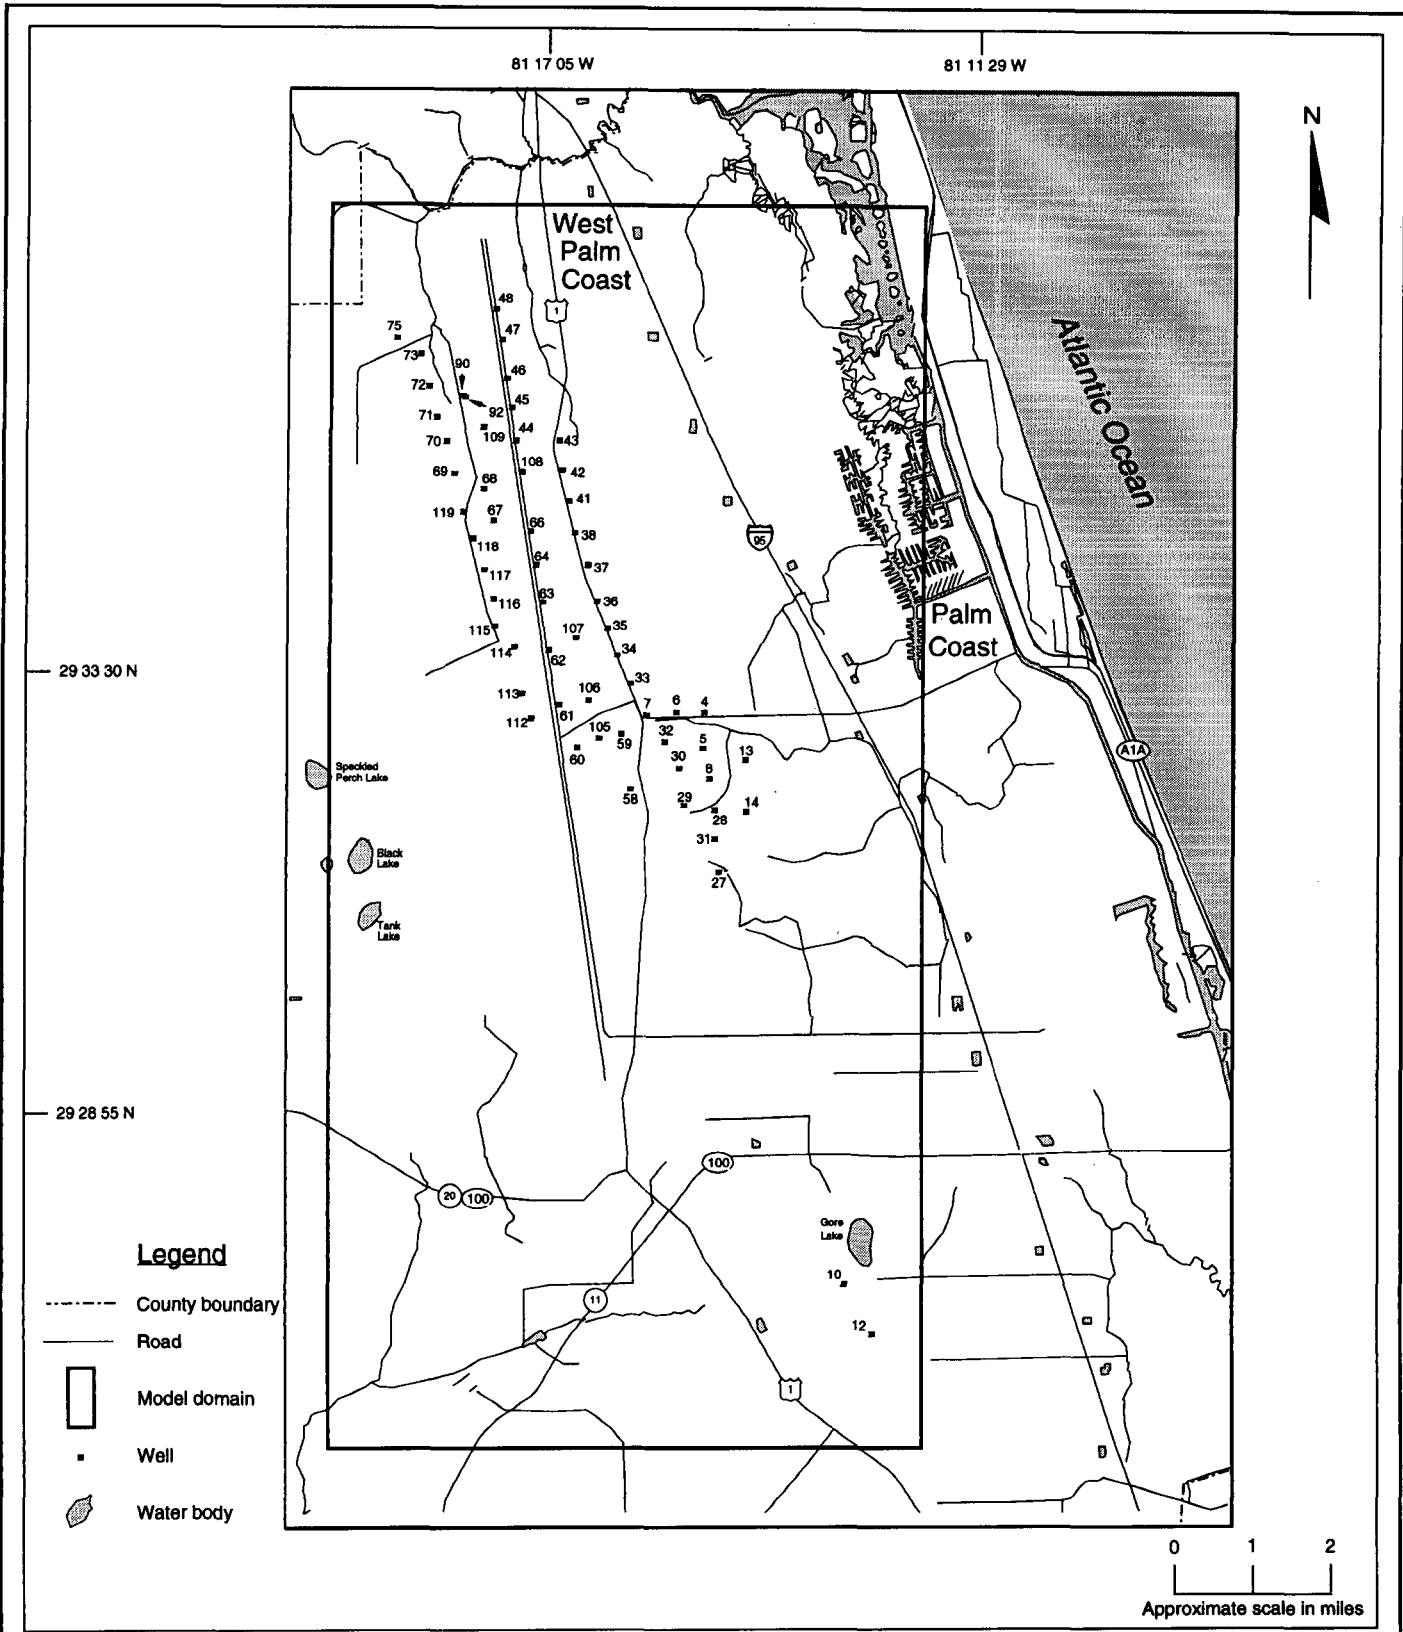 81 17 05 W
81 11 29 W
N
West
Palm
Coast
1
48
75
47
73
90
46
72
45
92
71
44
109
43
70
108
42
69
68
41
Atlantic Ocean
119
67
66
38
95
118
64
37
117
116
63
36
115
107
35
Palm
Coast
114
62
34
29 33 30 N
33
113
106
7
6
4
112
61
105
59
32
5
A1A
60
30
13
Speckled
Perch Lake
8
58
29
28
14
31
Black
Lake
27
Tank
Lake
29 28 55 N
100
20
100
Gore
Lake
Legend
10
County boundary
11
12
Road
1
Model domain
Well
Water body
0 1 2
Approximate scale in miles